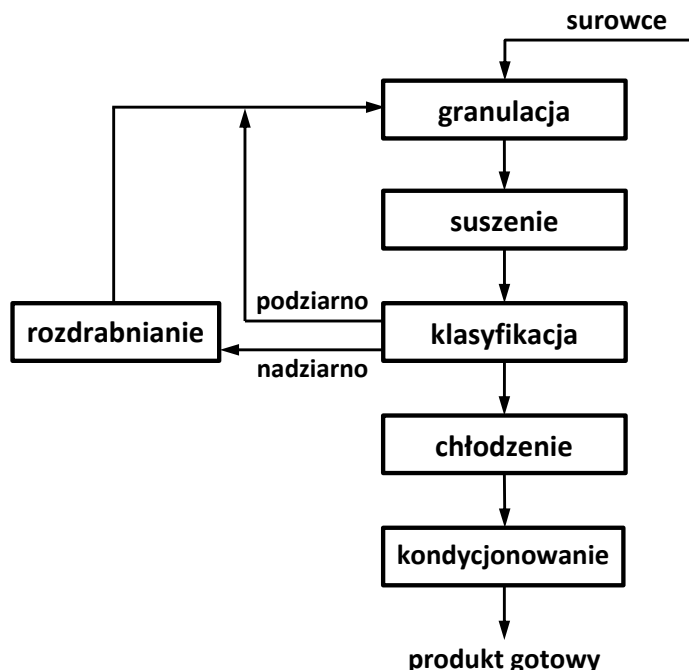 surowce
granulacja
suszenie
podziarno
rozdrabnianie
klasyfikacja
nadziarno
chłodzenie
kondycjonowanie
produkt gotowy